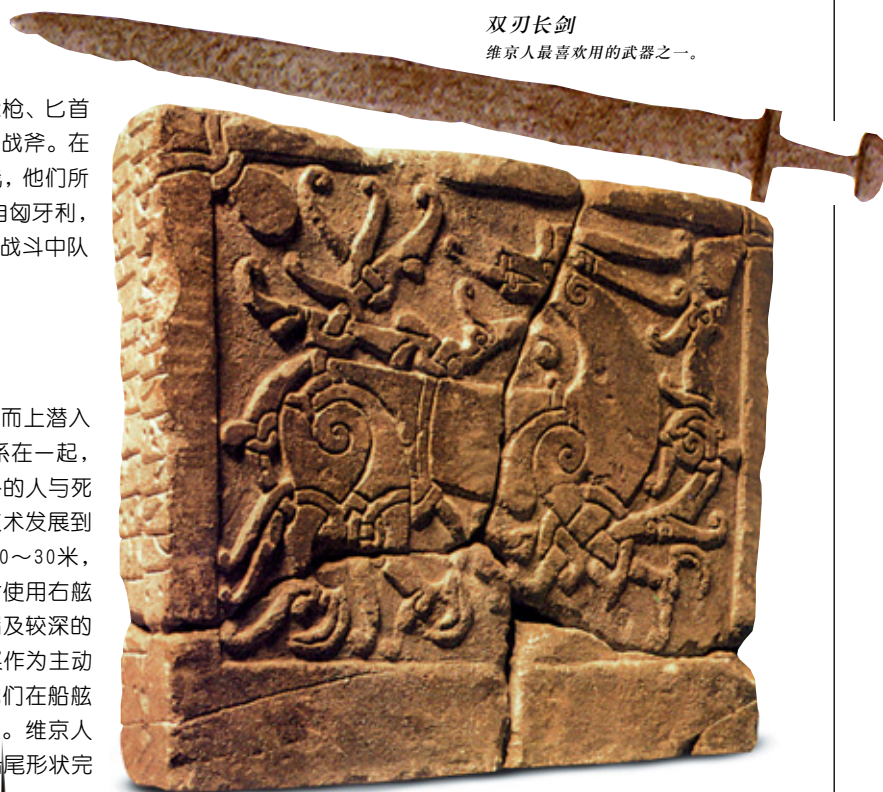 双刃长剑
维京人最喜欢用的武器之一。
枪、匕首
战斧。在
，他们所
匈牙利，
战斗中队
而上潜入
系在一起，
的人与死
术发展到
0～30米，
使用右舷
及较深的
作为主动
们在船舷
。维京人
尾形状完